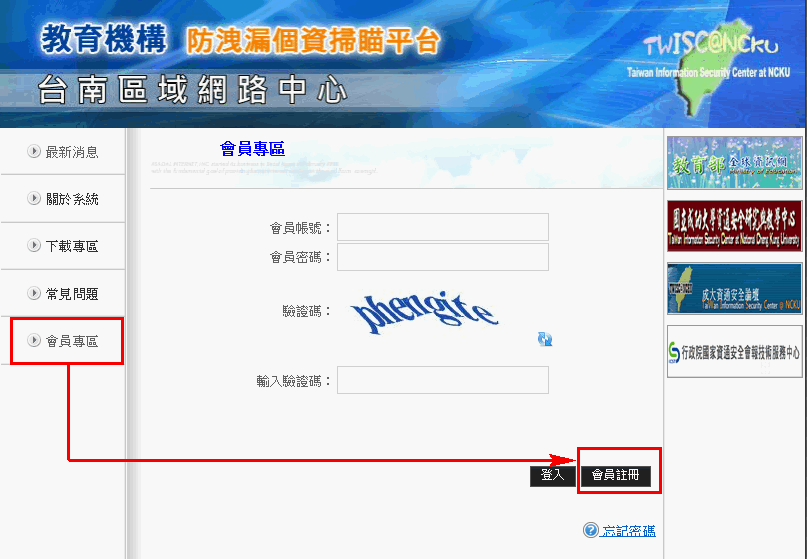 教育機構 防洩漏個資掃瞄平台
台南區域網路中心
TWISC@NCKU
Taiwan Information Security Center at NCKU
最新消息
關於系統
下載專區
常見問題
會員專區
會員專區
會員帳號：
會員密碼：
驗證碼：
phengite
輸入驗證碼：
登入
會員註冊
忘記密碼
教育部 全球資訊網
Ministry of Education
國立成功大學資通安全研究與教學中心
TaiWan Information Security Center at National Cheng Kung University
成大資通安全論壇
TaiWan Information Security Center @ NCKU
行政院國家資通安全會報技術服務中心